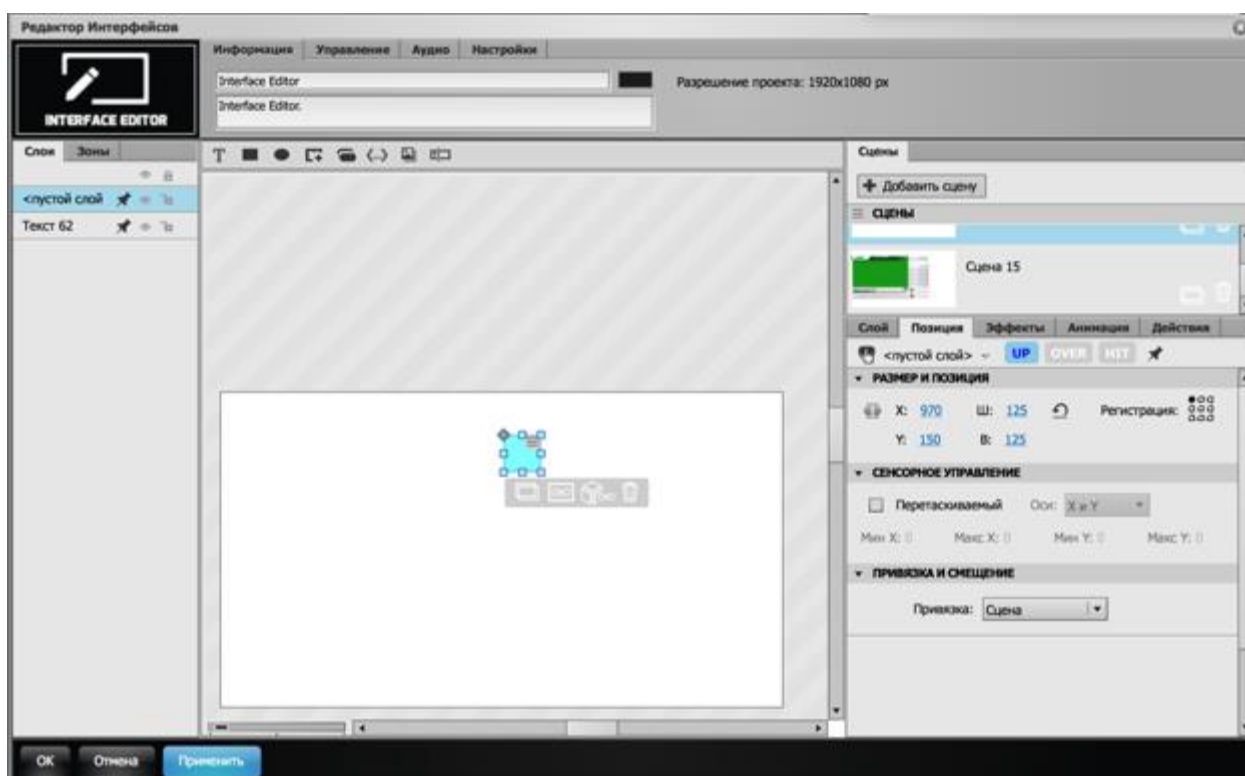 Редактор Интерфейсов
INTERFACE EDITOR
Информация Управление Аудио Настройки
Interface Editor
Разрешение проекта: 1920x1080 px
Interface Editor.
Слои Зоны
<пустой слой
Текст 62
T
Сцены
Добавить сцену
СЦЕНЫ
Сцена 15
Слой Позиция Эффекты Анимация Действия
<пустой слой> UP OVER HIT
РАЗМЕР И ПОЗИЦИЯ
X: 970 Ш: 125 Регистрация:
Y: 150 В: 125
СЕНСОРНОЕ УПРАВЛЕНИЕ
Перетаскиваемый Оси: X и Y
Мин X: 0 Макс X: 0 Мин Y: 0 Макс Y: 0
ПРИВЯЗКА И СМЕЩЕНИЕ
Привязка: Сцена
ОК Отмена Применить